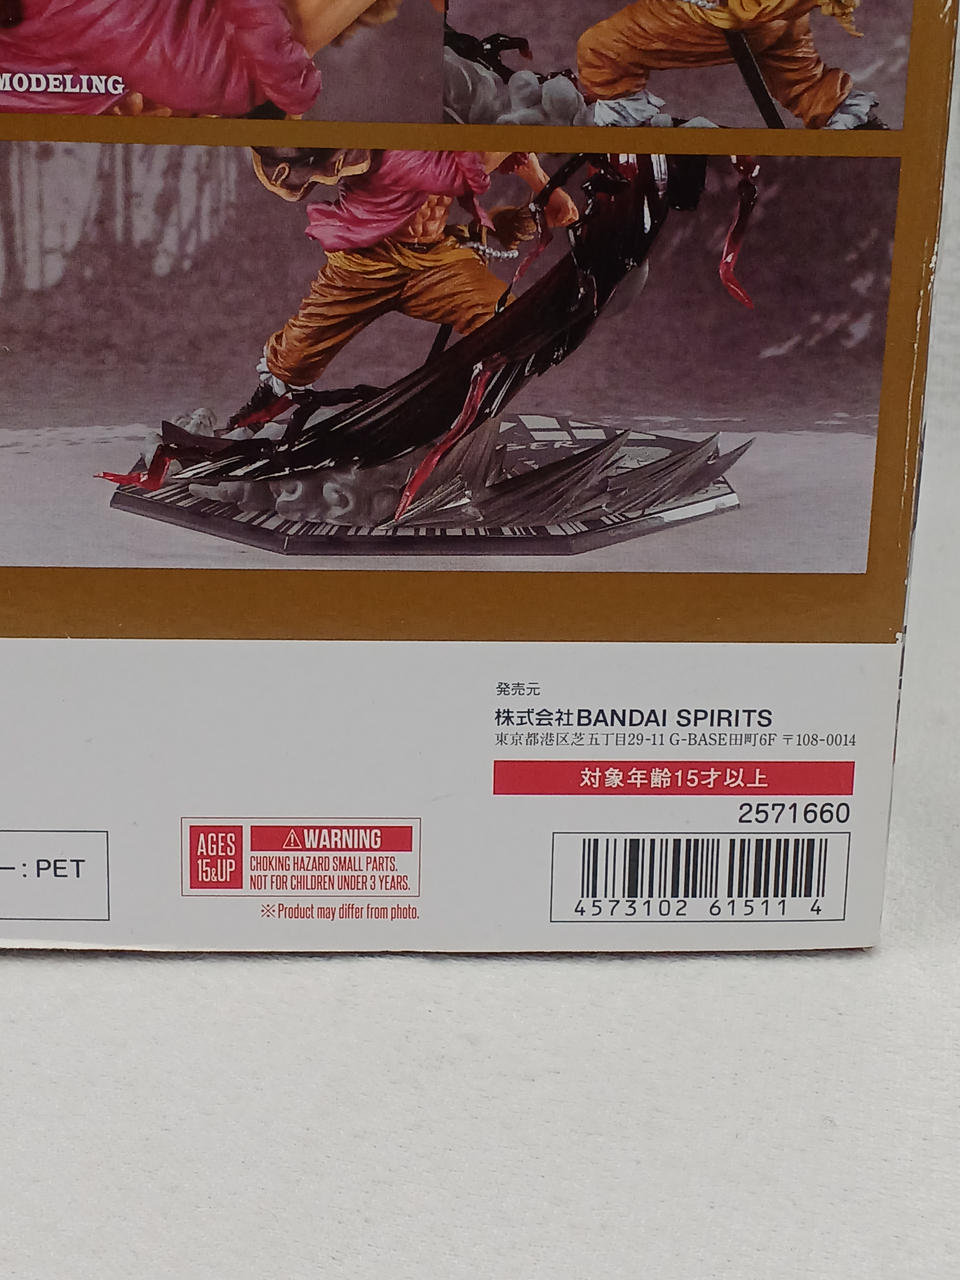 MODELING
発売元
株式会社BANDAI SPIRITS
東京都港区芝五丁目29-11 G-BASE田町6F 〒108-0014
対象年齢15才以上
2571660
ー: PET
AGES
15&UP
⚠WARNING
CHOKING HAZARD SMALL PARTS.
NOT FOR CHILDREN UNDER 3 YEARS.
※Product may differ from photo.
4573102 61511 4